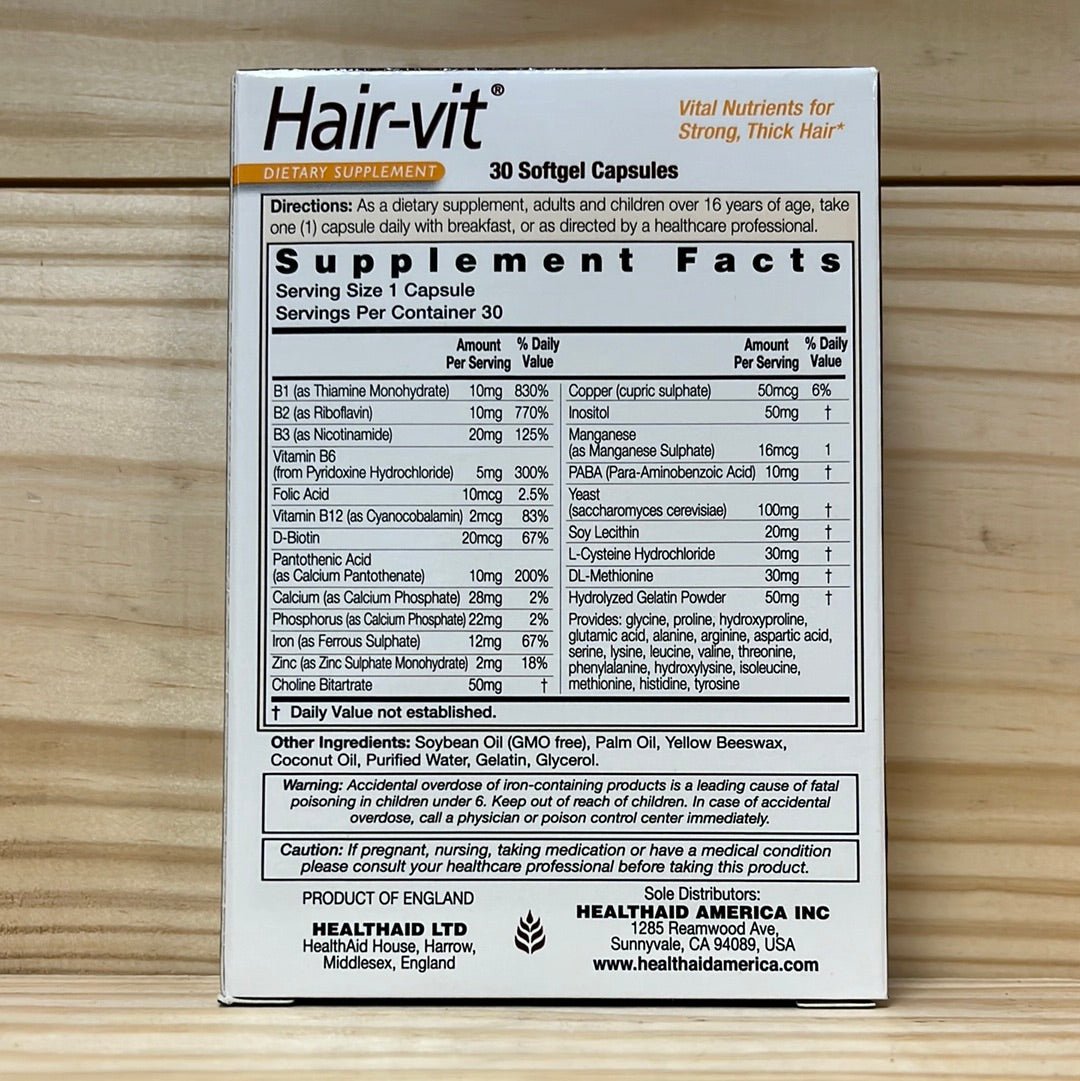 Hair-vit®
Vital Nutrients for
Strong, Thick Hair*
DIETARY SUPPLEMENT
30 Softgel Capsules
Directions: As a dietary supplement, adults and children over 16 years of age, take
one (1) capsule daily with breakfast, or as directed by a healthcare professional.
Supplement Facts
Serving Size 1 Capsule
Servings Per Container 30
Amount % Daily
Per Serving Value
B1 (as Thiamine Monohydrate) 10mg 830%
B2 (as Riboflavin) 10mg 770%
B3 (as Nicotinamide) 20mg 125%
Vitamin B6
(from Pyridoxine Hydrochloride) 5mg 300%
Folic Acid 10mcg 2.5%
Vitamin B12 (as Cyanocobalamin) 2mcg 83%
D-Biotin 20mcg 67%
Pantothenic Acid
(as Calcium Pantothenate) 10mg 200%
Calcium (as Calcium Phosphate) 28mg 2%
Phosphorus (as Calcium Phosphate) 22mg 2%
Iron (as Ferrous Sulphate) 12mg 67%
Zinc (as Zinc Sulphate Monohydrate) 2mg 18%
Choline Bitartrate 50mg †
Amount % Daily
Per Serving Value
Copper (cupric sulphate) 50mcg 6%
Inositol 50mg †
Manganese
(as Manganese Sulphate) 16mcg 1
PABA (Para-Aminobenzoic Acid) 10mg †
Yeast
(saccharomyces cerevisiae) 100mg †
Soy Lecithin 20mg †
L-Cysteine Hydrochloride 30mg †
DL-Methionine 30mg †
Hydrolyzed Gelatin Powder 50mg †
Provides: glycine, proline, hydroxyproline,
glutamic acid, alanine, arginine, aspartic acid,
serine, lysine, leucine, valine, threonine,
phenylalanine, hydroxylysine, isoleucine,
methionine, histidine, tyrosine
† Daily Value not established.
Other Ingredients: Soybean Oil (GMO free), Palm Oil, Yellow Beeswax,
Coconut Oil, Purified Water, Gelatin, Glycerol.
Warning: Accidental overdose of iron-containing products is a leading cause of fatal
poisoning in children under 6. Keep out of reach of children. In case of accidental
overdose, call a physician or poison control center immediately.
Caution: If pregnant, nursing, taking medication or have a medical condition
please consult your healthcare professional before taking this product.
PRODUCT OF ENGLAND
HEALTHAID LTD
HealthAid House, Harrow,
Middlesex, England
Sole Distributors:
HEALTHAID AMERICA INC
1285 Reamwood Ave,
Sunnyvale, CA 94089, USA
www.healthaidamerica.com